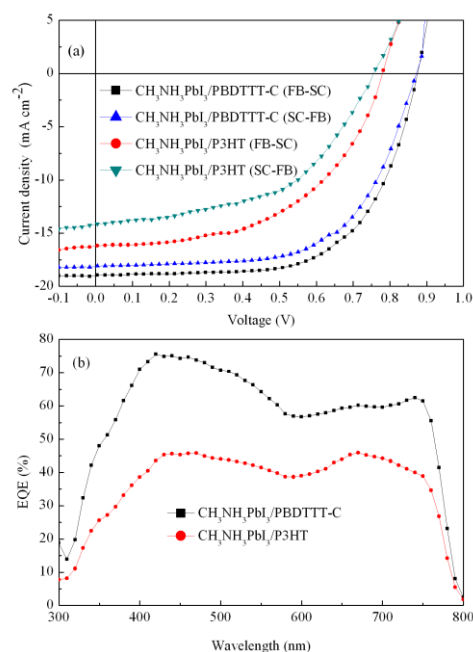 (a)
5
0
-5
-10
-15
-20
Current density (mA cm⁻²)
CH₃NH₃PbI₃/PBDTTT-C (FB-SC)
CH₃NH₃PbI₃/PBDTTT-C (SC-FB)
CH₃NH₃PbI₃/P3HT (FB-SC)
CH₃NH₃PbI₃/P3HT (SC-FB)
-0.1 0.0 0.1 0.2 0.3 0.4 0.5 0.6 0.7 0.8 0.9 1.0
Voltage (V)
(b)
80
70
60
50
40
30
20
10
0
EQE (%)
CH₃NH₃PbI₃/PBDTTT-C
CH₃NH₃PbI₃/P3HT
300 400 500 600 700 800
Wavelength (nm)